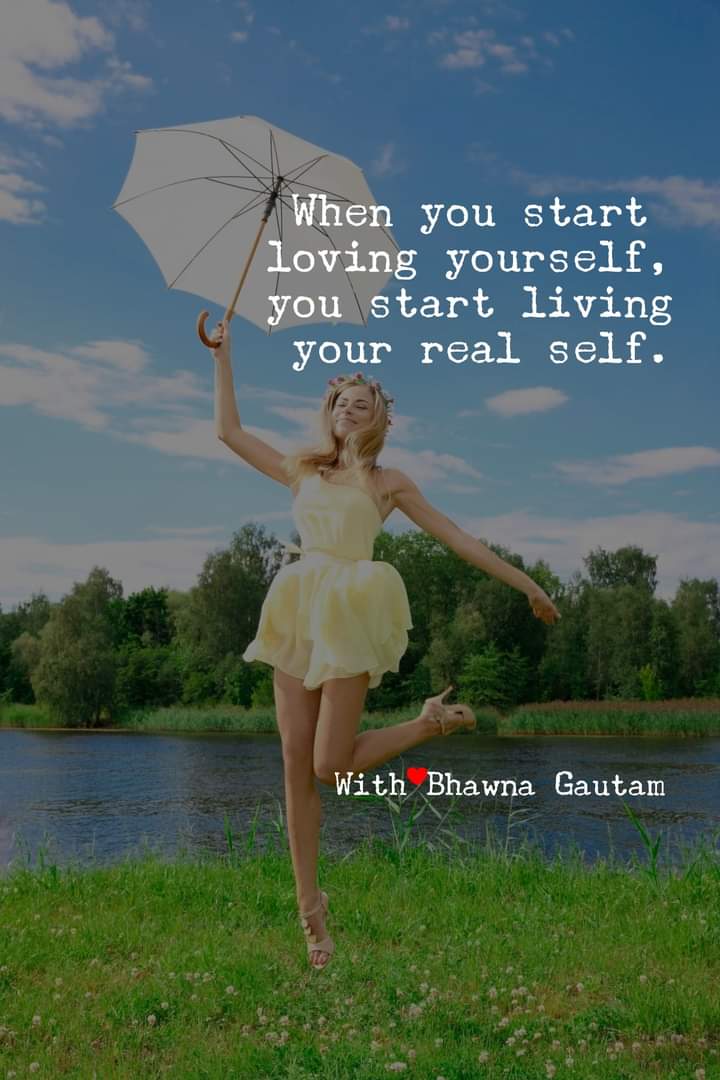 When you start
loving yourself,
you start living
your real self.
With❤Bhawna Gautam